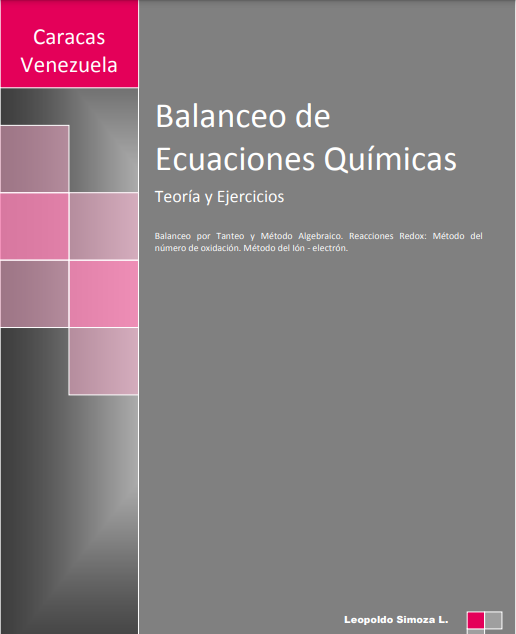 Caracas
Venezuela
Balanceo de
Ecuaciones Químicas
Teoría y Ejercicios
Balanceo por Tanteo y Método Algebraico. Reacciones Redox: Método del
número de oxidación. Método del Ión - electrón.
Leopoldo Simoza L.